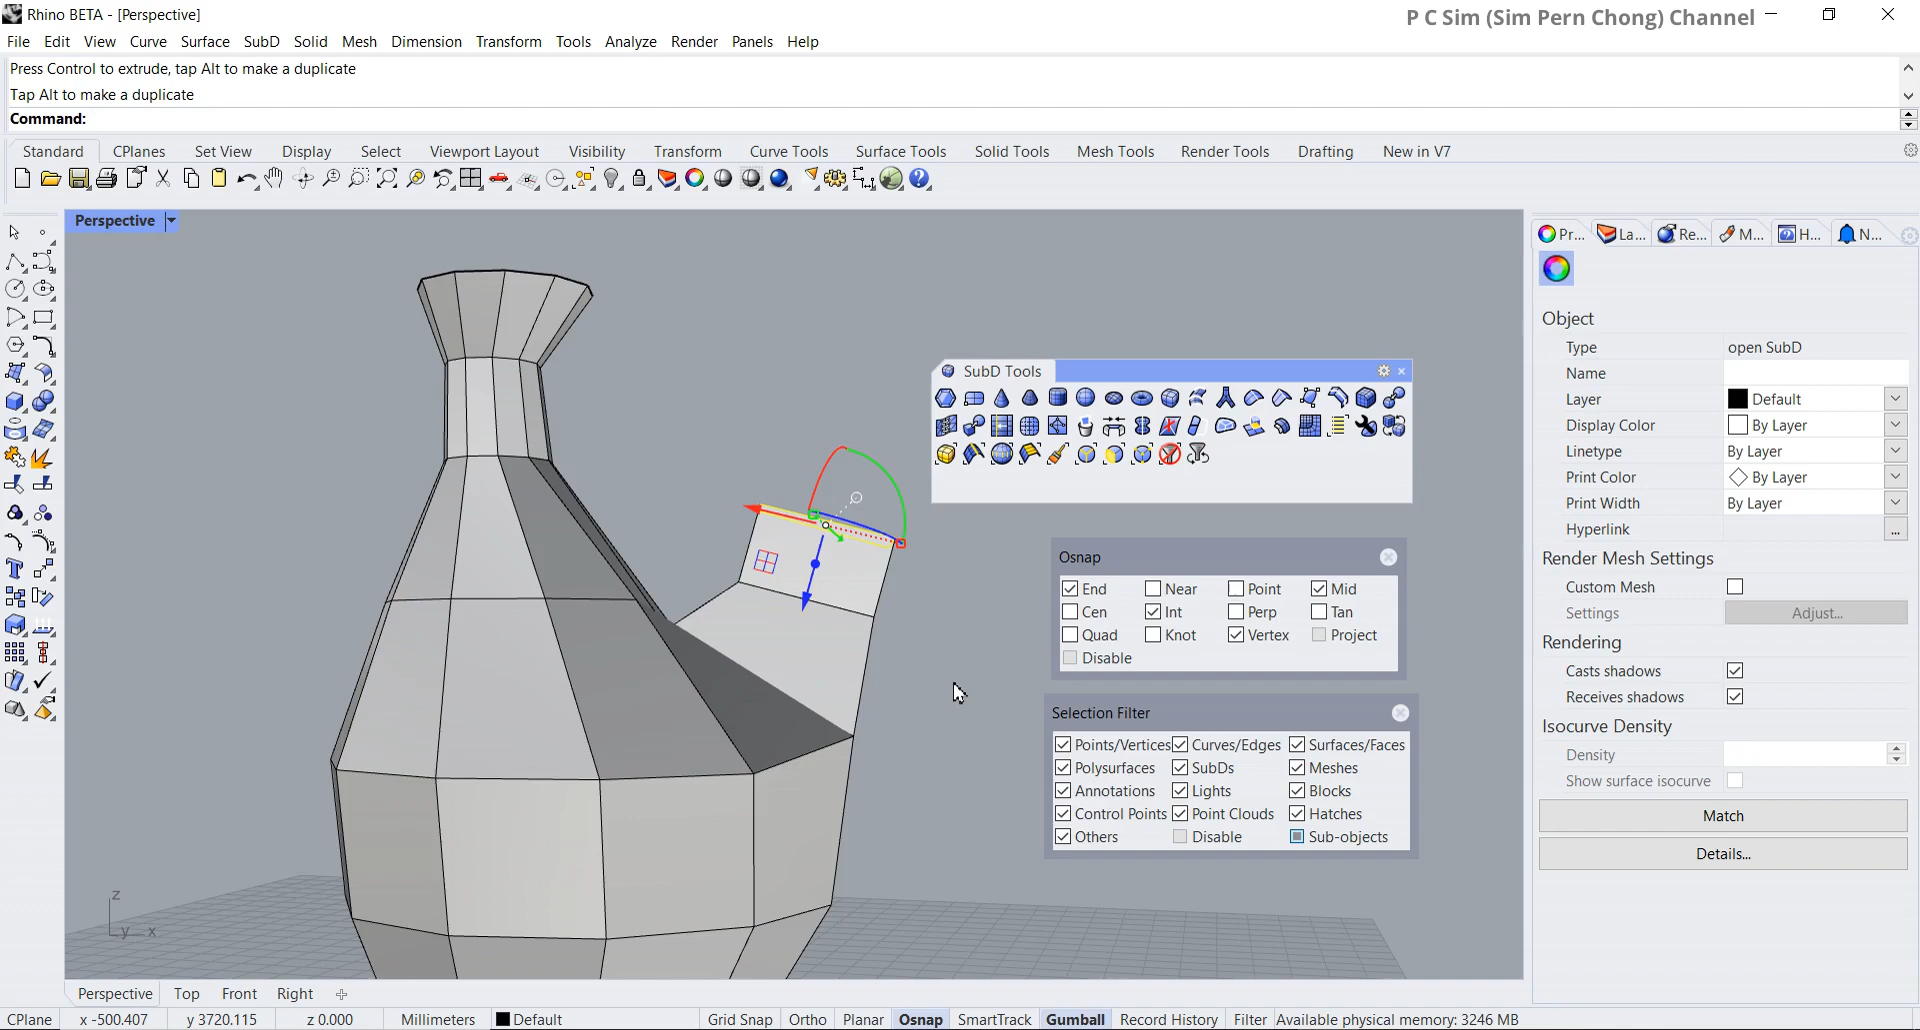 Rhino BETA - [Perspective]
P C Sim (Sim Pern Chong) Channel
File Edit View Curve Surface SubD Solid Mesh Dimension Transform Tools Analyze Render Panels Help
Press Control to extrude, tap Alt to make a duplicate
Tap Alt to make a duplicate
Command:
Standard CPlanes Set View Display Select Viewport Layout Visibility Transform Curve Tools Surface Tools Solid Tools Mesh Tools Render Tools Drafting New in V7
Perspective
Pr... La... Re... M... H... N...
SubD Tools
Osnap
End Near Point Mid
Cen Int Perp Tan
Quad Knot Vertex Project
Disable
Selection Filter
Points/Vertices Curves/Edges Surfaces/Faces
Polysurfaces SubDs Meshes
Annotations Lights Blocks
Control Points Point Clouds Hatches
Others Disable Sub-objects
Object
Type open SubD
Name
Layer Default
Display Color By Layer
Linetype By Layer
Print Color By Layer
Print Width By Layer
Hyperlink ...
Render Mesh Settings
Custom Mesh
Settings Adjust...
Rendering
Casts shadows
Receives shadows
Isocurve Density
Density
Show surface isocurve
Match
Details...
z
y x
Perspective Top Front Right
CPlane x -500.407 y 3720.115 z 0.000 Millimeters Default Grid Snap Ortho Planar Osnap SmartTrack Gumball Record History Filter Available physical memory: 3246 MB